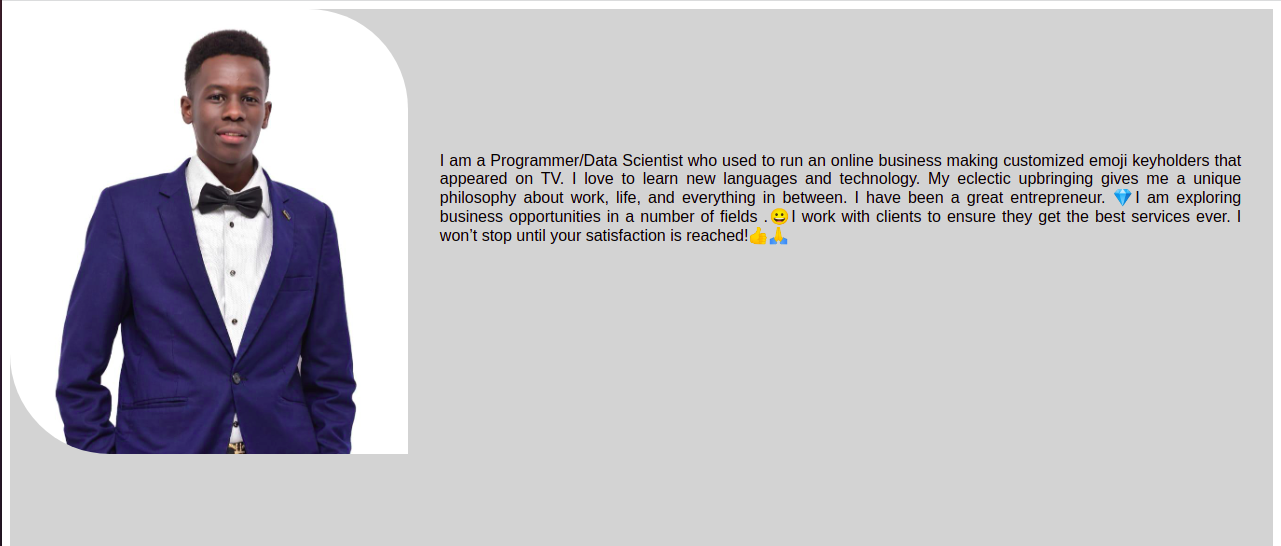 I am a Programmer/Data Scientist who used to run an online business making customized emoji keyholders that
appeared on TV. I love to learn new languages and technology. My eclectic upbringing gives me a unique
philosophy about work, life, and everything in between. I have been a great entrepreneur. 💎I am exploring
business opportunities in a number of fields .😀I work with clients to ensure they get the best services ever. I
won’t stop until your satisfaction is reached!👍🙏